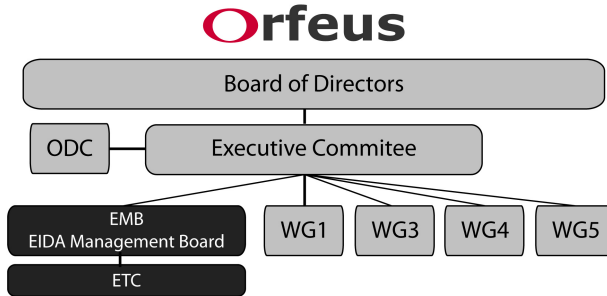 Orfeus
Board of Directors
ODC
Executive Commitee
EMB
EIDA Management Board
WG1
WG3
WG4
WG5
ETC